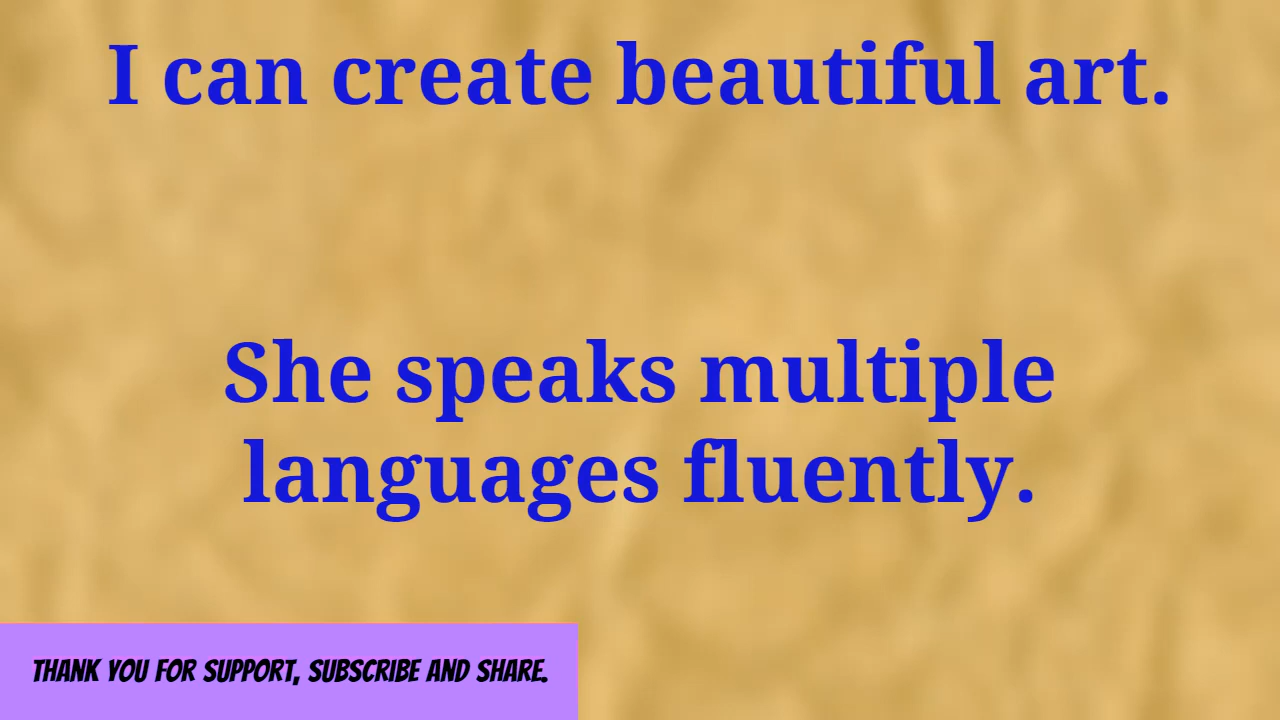 I can create beautiful art.
She speaks multiple
languages fluently.
THANK YOU FOR SUPPORT, SUBSCRIBE AND SHARE.